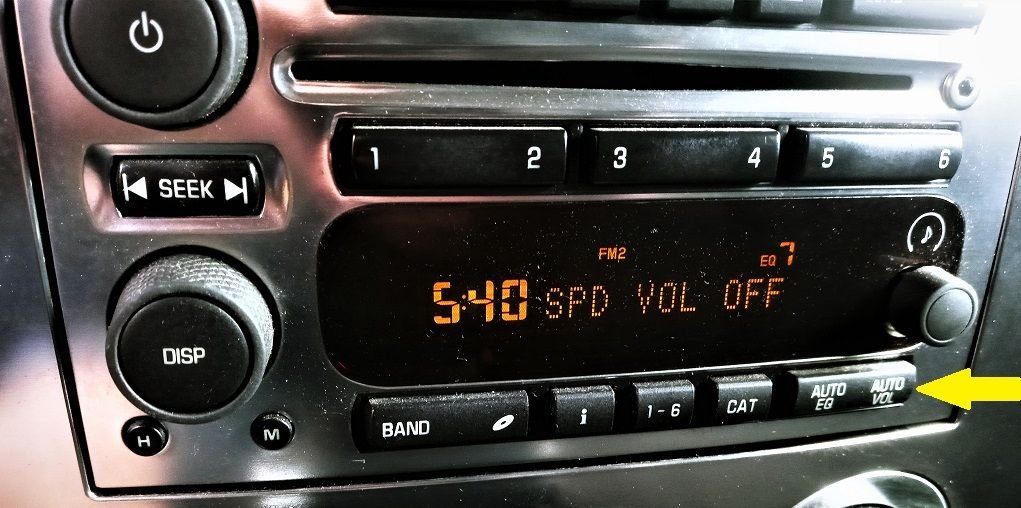 1 2 3 4 5 6
SEEK
FM2 EQ 7
5:40 SPD VOL OFF
DISP
H M
BAND i 1-6 CAT AUTO EQ AUTO VOL